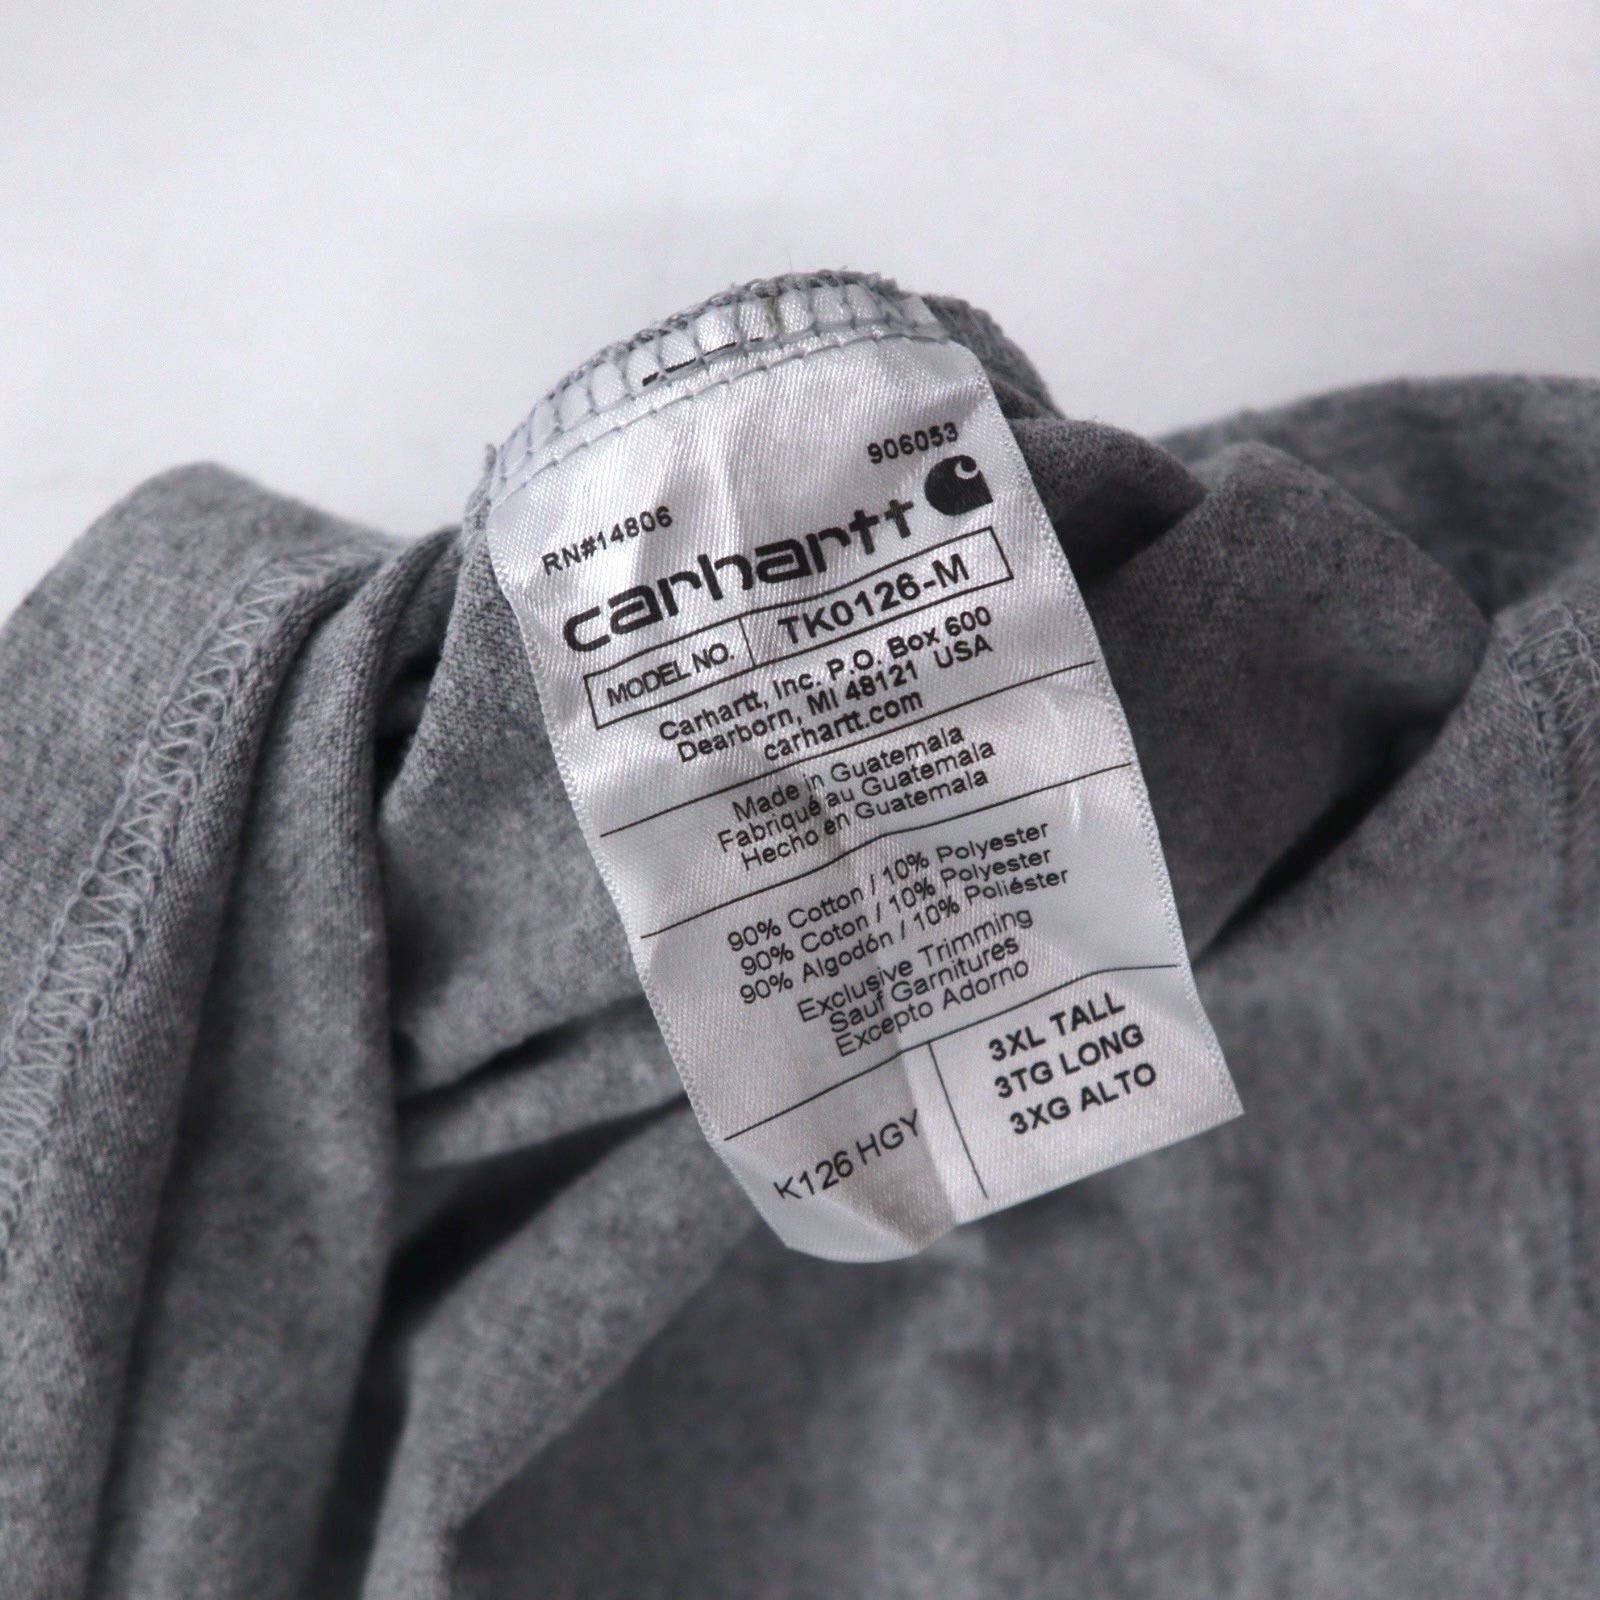 906053
RN#14806
carhartt
MODEL NO. TK0126-M
Carhartt, Inc. P.O. Box 600
Dearborn, MI 48121 USA
carhartt.com
Made in Guatemala
Fabriqué au Guatemala
Hecho en Guatemala
90% Cotton / 10% Polyester
90% Coton / 10% Polyester
90% Algodón / 10% Poliéster
Exclusive Trimming
Sauf Garnitures
Excepto Adorno
K126 HGY
3XL TALL
3TG LONG
3XG ALTO